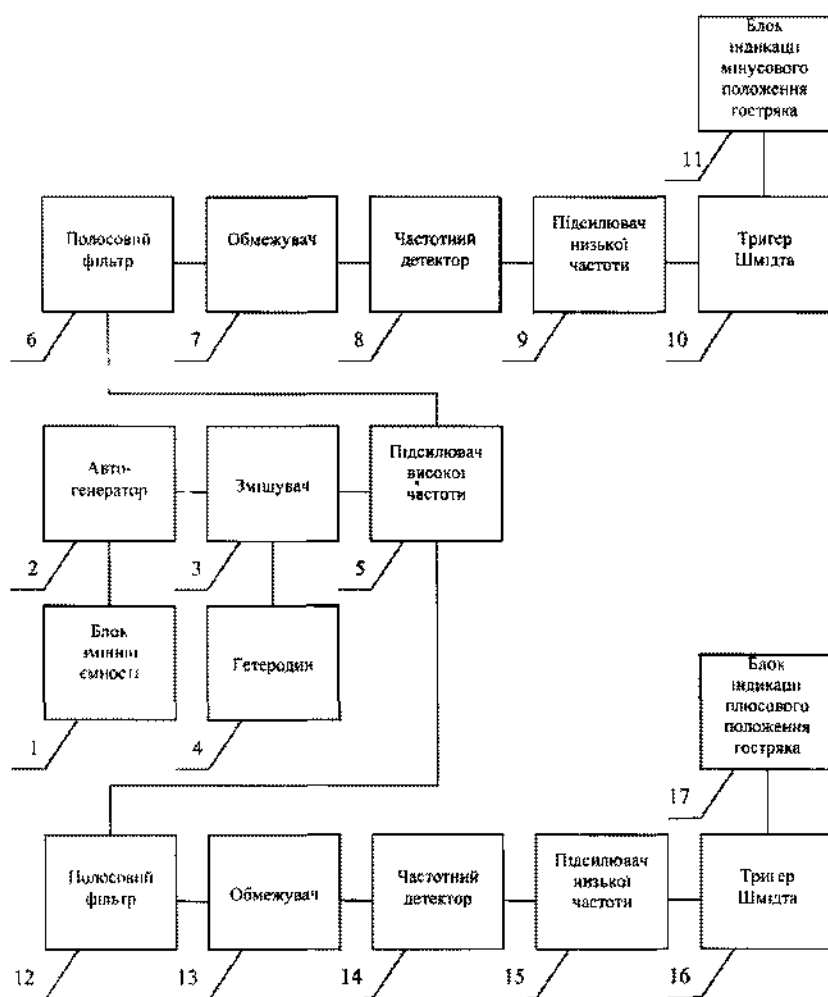 Блок
індикації
мінусового
положення
гостряка
11
Полосовий
фільтр
Обмежувач
Частотний
детектор
Підсилювач
низької
частоти
Тригер
Шмідта
6
7
8
9
10
Авто-
генератор
Змішувач
Підсилювач
високої
частоти
2
3
5
Блок
змінної
ємності
Гетеродин
1
4
Блок
індикації
плюсового
положення
гостряка
17
Полосовий
фільтр
Обмежувач
Частотний
детектор
Підсилювач
низької
частоти
Тригер
Шмідта
12
13
14
15
16